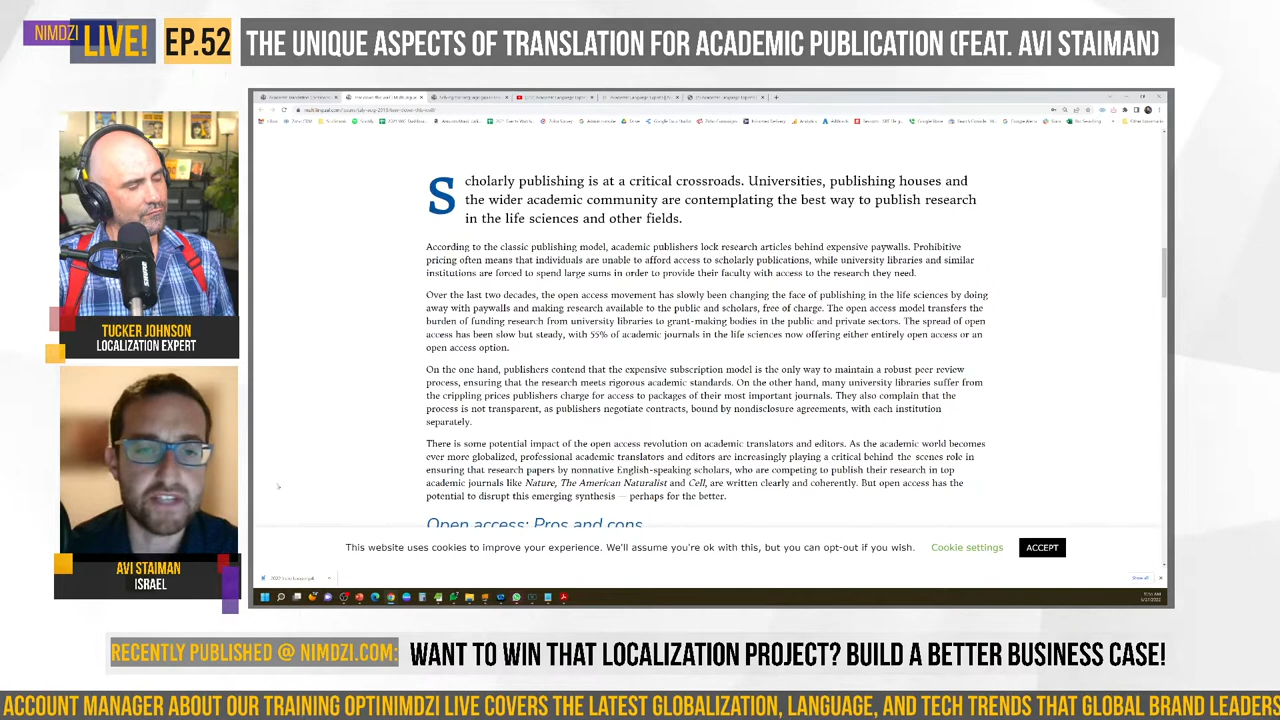 NIMDZI
LIVE!
EP.52
THE UNIQUE ASPECTS OF TRANSLATION FOR ACADEMIC PUBLICATION (FEAT. AVI STAIMAN)
Scholarly publishing is at a critical crossroads. Universities, publishing houses and
the wider academic community are contemplating the best way to publish research
in the life sciences and other fields.
According to the classic publishing model, academic publishers lock research articles behind expensive paywalls. Prohibitive
pricing often means that individuals are unable to afford access to scholarly publications, while university libraries and similar
institutions are forced to spend large sums in order to provide their faculty with access to the research they need.
Over the last two decades, the open access movement has slowly been changing the face of publishing in the life sciences by doing
away with paywalls and making research available to the public and scholars, free of charge. The open access model transfers the
burden of funding research from university libraries to grant-making bodies in the public and private sectors. The spread of open
access has been slow but steady, with 55% of academic journals in the life sciences now offering either entirely open access or an
open access option.
On the one hand, publishers contend that the expensive subscription model is the only way to maintain a robust peer review
process, ensuring that the research meets rigorous academic standards. On the other hand, many university libraries suffer from
the crippling prices publishers charge for access to packages of their most important journals. They also complain that the
process is not transparent, as publishers negotiate contracts, bound by nondisclosure agreements, with each institution
separately.
There is some potential impact of the open access revolution on academic translators and editors. As the academic world becomes
ever more globalized, professional academic translators and editors are increasingly playing a critical behind-the-scenes role in
ensuring that research papers by nonnative English-speaking scholars, who are competing to publish their research in top
academic journals like Nature, The American Naturalist and Cell, are written clearly and coherently. But open access has the
potential to disrupt this emerging synthesis — perhaps for the better.
Open access: Pros and cons
This website uses cookies to improve your experience. We'll assume you're ok with this, but you can opt-out if you wish.
Cookie settings
ACCEPT
Show all
TUCKER JOHNSON
LOCALIZATION EXPERT
AVI STAIMAN
ISRAEL
RECENTLY PUBLISHED @ NIMDZI.COM:
WANT TO WIN THAT LOCALIZATION PROJECT? BUILD A BETTER BUSINESS CASE!
ACCOUNT MANAGER ABOUT OUR TRAINING OPTINIMDZI LIVE COVERS THE LATEST GLOBALIZATION, LANGUAGE, AND TECH TRENDS THAT GLOBAL BRAND LEADERS